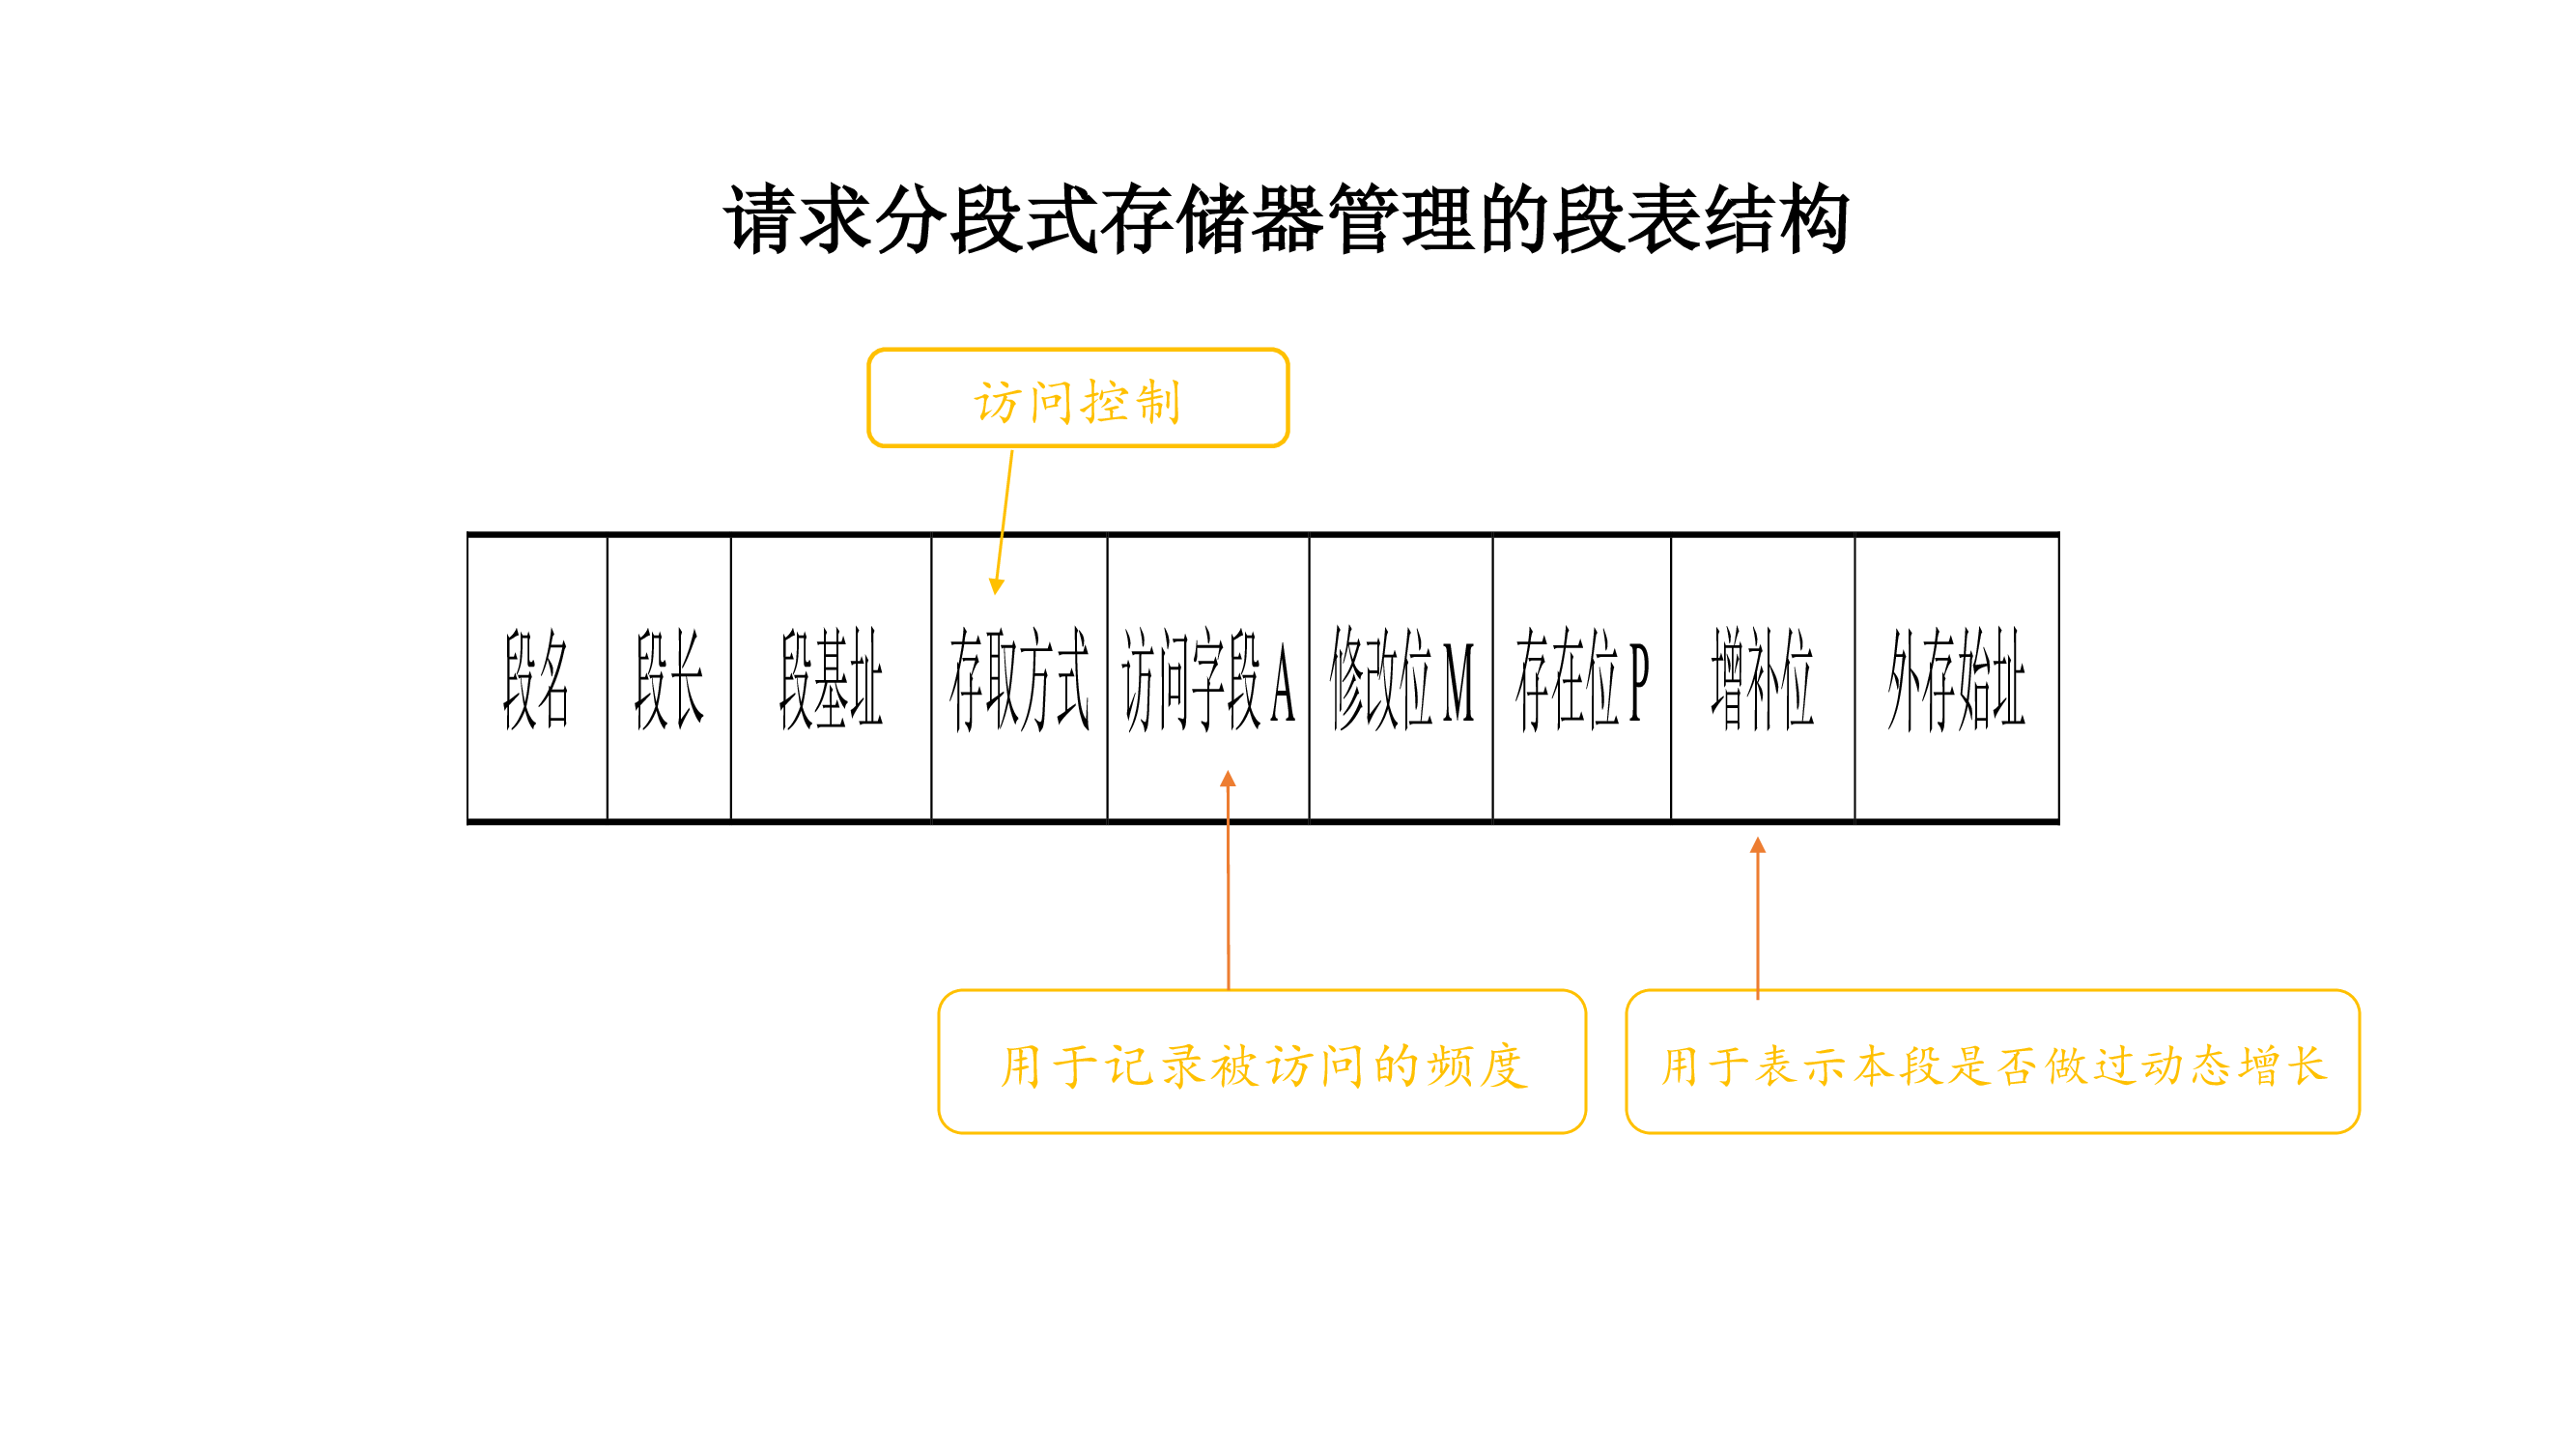 请求分段式存储器管理的段表结构
访问控制
段名 段长 段基址 存取方式 访问字段 A 修改位 M 存在位 P 增补位 外存始址
用于记录被访问的频度
用于表示本段是否做过动态增长